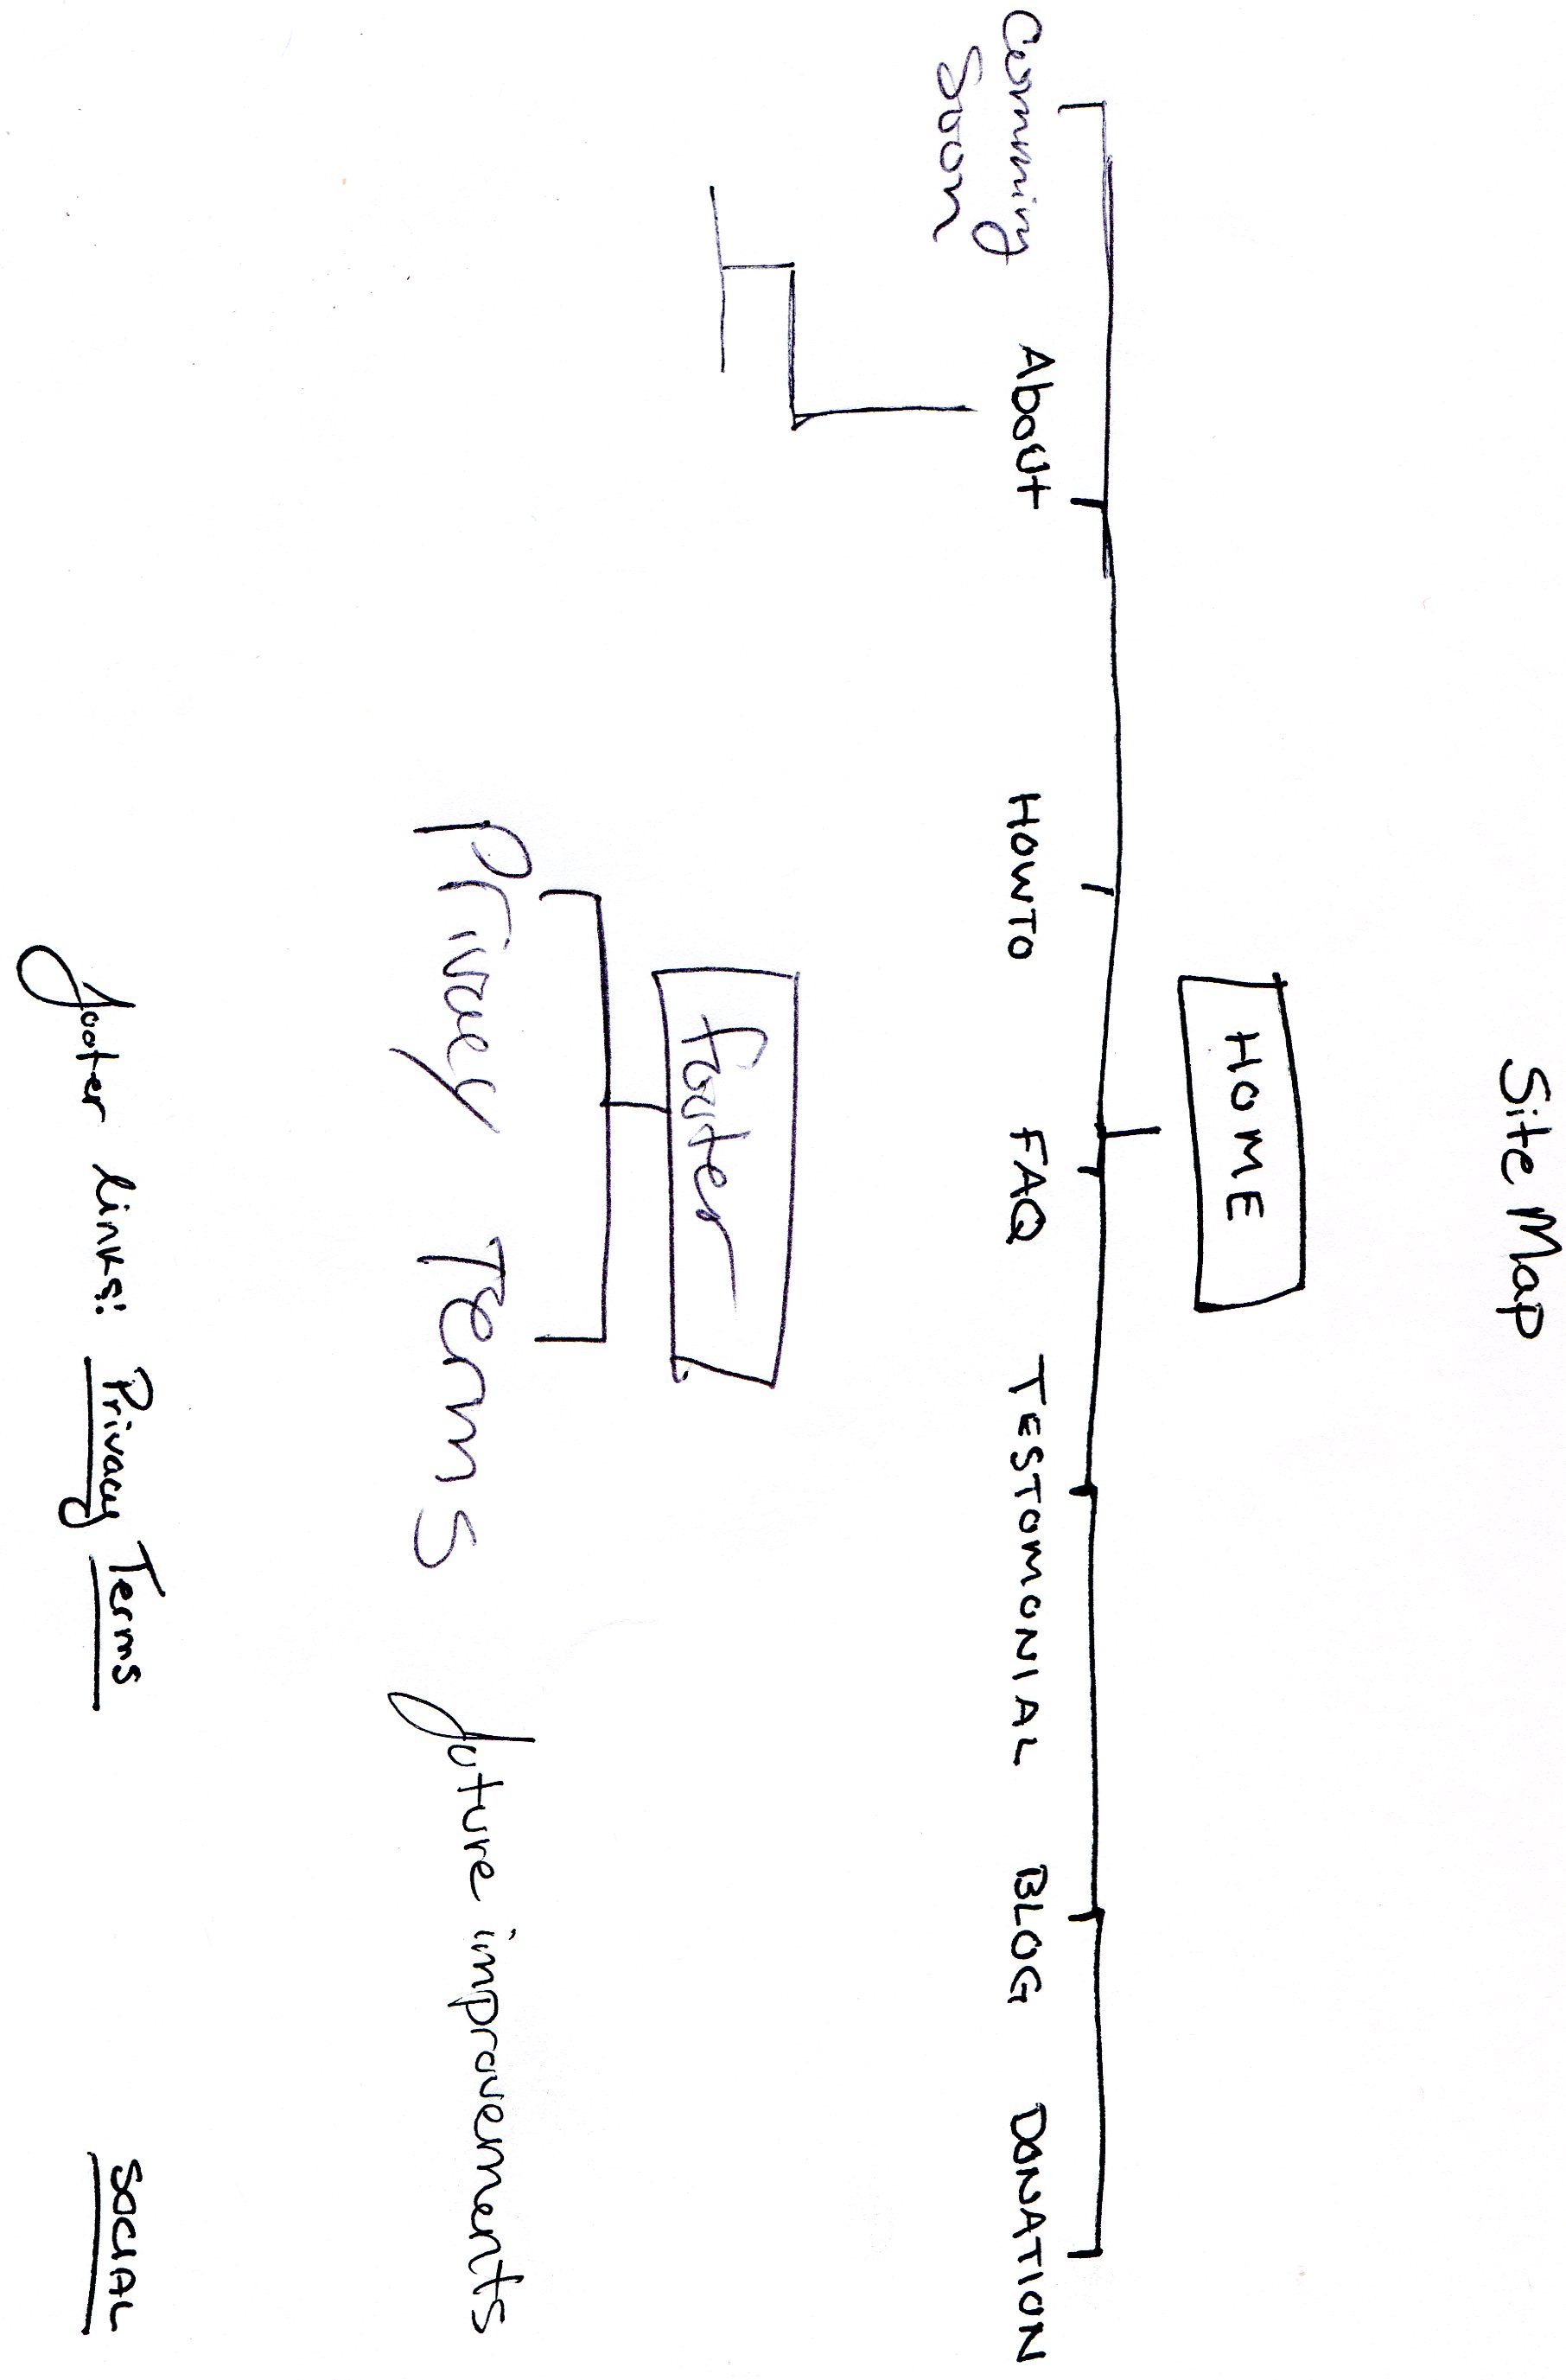 Site Map
HOME
Comming About HOWTO FAQ TESTOMONIAL BLOG DONATION
Soon
footer
Privacy Terms future improvements
footer links: Privacy Terms SOCIAL